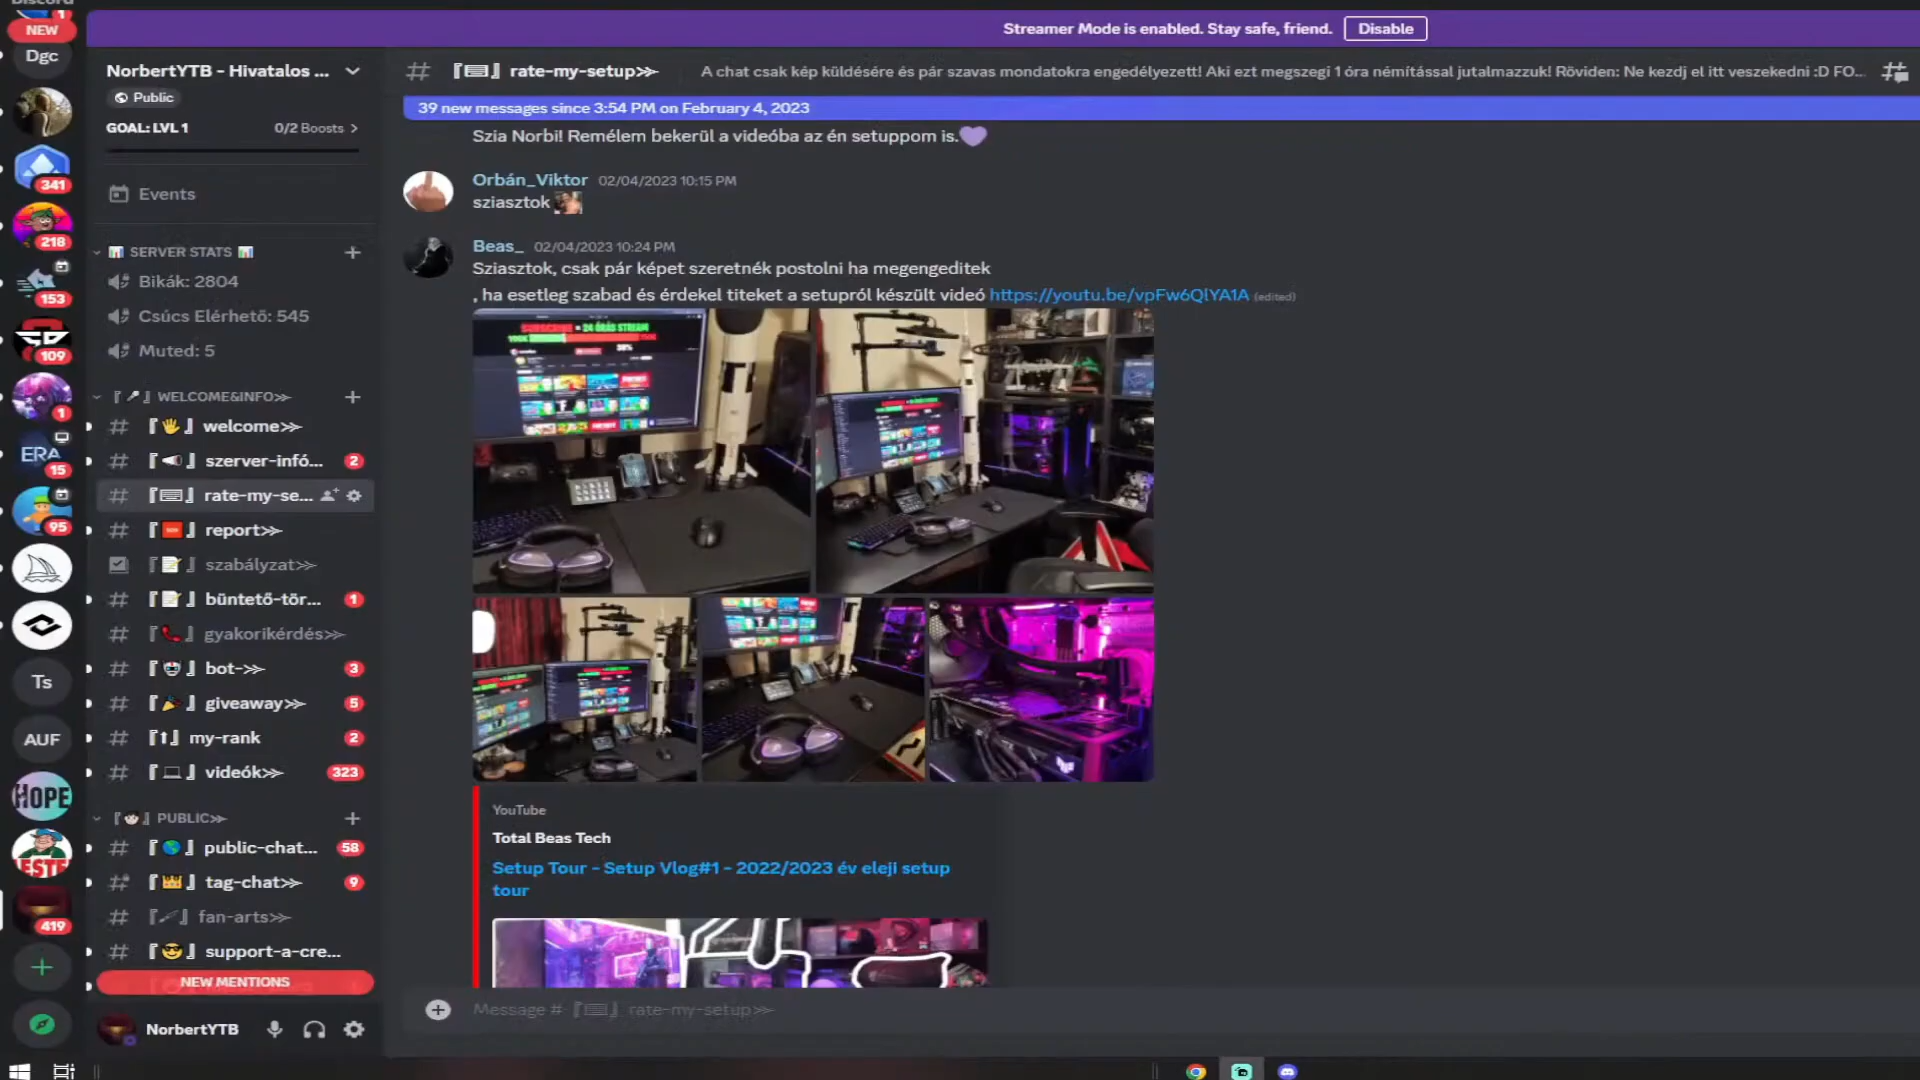 Discord
NEW
Dgc
341
218
153
109
1
ERA
15
95
Ts
AUF
HOPE
ESTE
419
Streamer Mode is enabled. Stay safe, friend.
Disable
NorbertYTB - Hivatalos ...
Public
GOAL: LVL 1
0/2 Boosts >
Events
SERVER STATS
Bikák: 2804
Csúcs Elérhető: 545
Muted: 5
『🎤』WELCOME&INFO≫
『🖐』welcome≫
『📢』szerver-infó...
2
『⌨』rate-my-se...
『🟥』report≫
『📝』szabályzat≫
『📝』büntető-tör...
1
『📞』gyakorikérdés≫
『🤖』bot-≫
3
『🎉』giveaway≫
5
『⬆』my-rank
2
『💻』videók≫
323
PUBLIC≫
『🌎』public-chat...
58
『👑』tag-chat≫
9
fan-arts≫
『😎』support-a-cre...
NEW MENTIONS
NorbertYTB
# 『⌨』rate-my-setup≫
A chat csak kép küldésére és pár szavas mondatokra engedélyezett! Aki ezt megszegi 1 óra némítással jutalmazzuk! Röviden: Ne kezdj el itt veszekedni :D FO...
39 new messages since 3:54 PM on February 4, 2023
Szia Norbi! Remélem bekerül a videóba az én setuppom is.💜
Orbán_Viktor 02/04/2023 10:15 PM
sziasztok
Beas_ 02/04/2023 10:24 PM
Sziasztok, csak pár képet szeretnék postolni ha megengeditek
, ha esetleg szabad és érdekel titeket a setupról készült videó https://youtu.be/vpFw6QlYA1A (edited)
SUBSCRIBE = 24 ÓRÁS STREAM
YouTube
Total Beas Tech
Setup Tour - Setup Vlog#1 - 2022/2023 év eleji setup
tour
Message # 『⌨』rate-my-setup≫